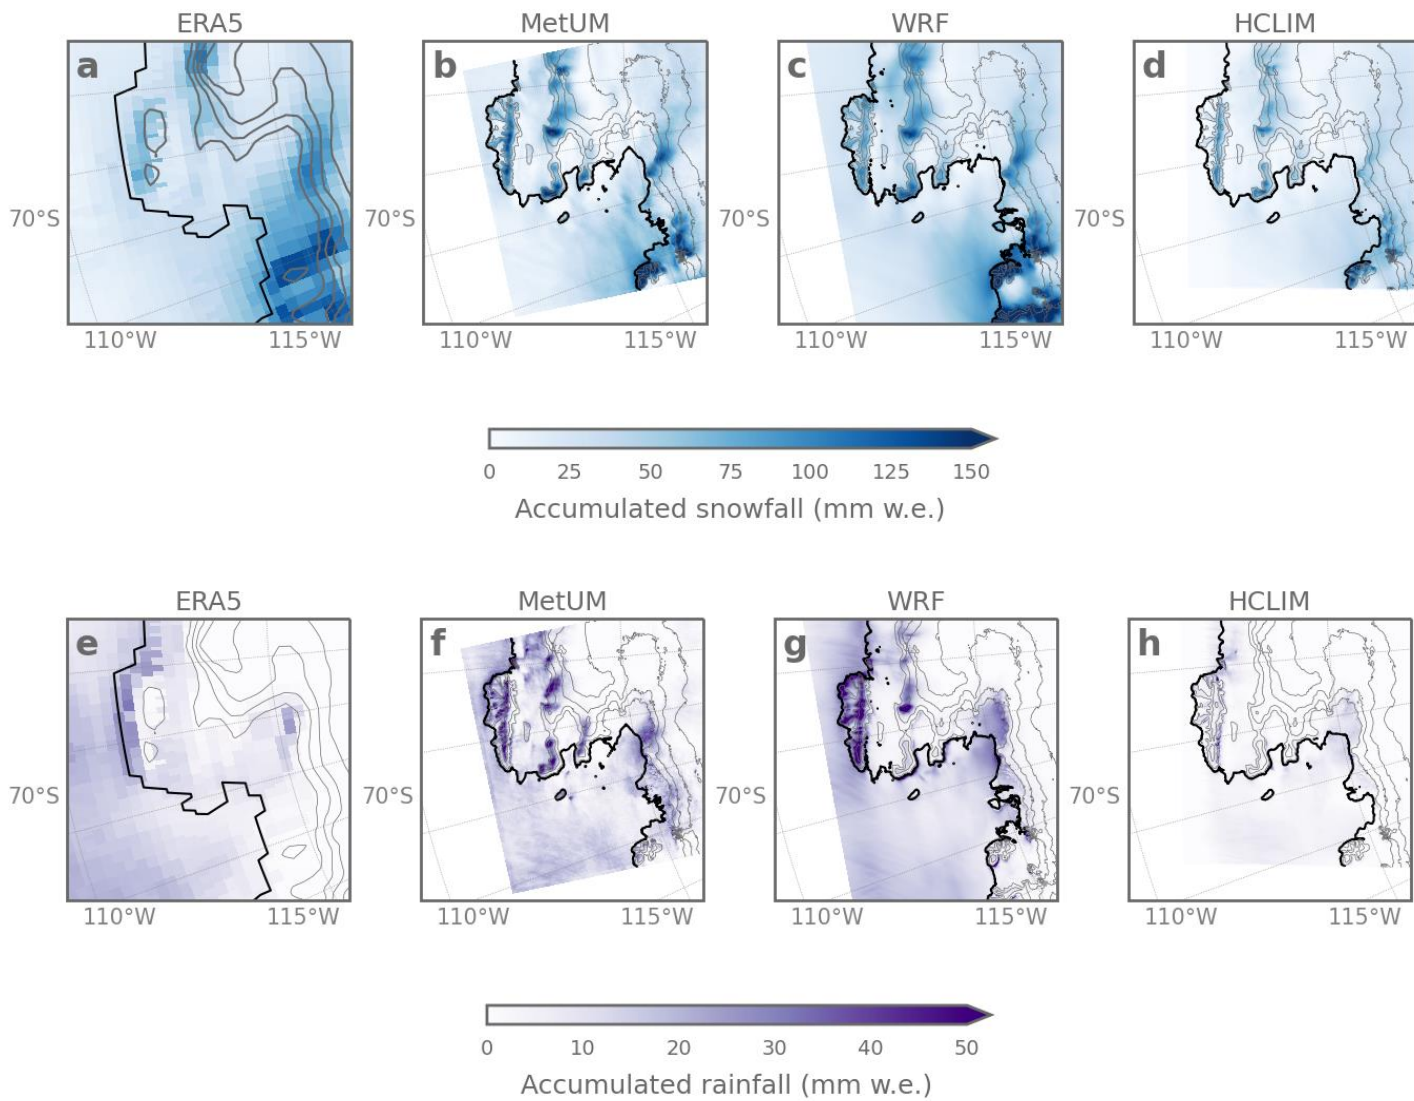 ERA5 MetUM WRF HCLIM
a b c d
70°S 70°S 70°S
110°W 115°W 110°W 115°W 110°W 115°W 110°W 115°W
0 25 50 75 100 125 150
Accumulated snowfall (mm w.e.)
ERA5 MetUM WRF HCLIM
e f g h
70°S 70°S 70°S 70°S
110°W 115°W 110°W 115°W 110°W 115°W 110°W 115°W
0 10 20 30 40 50
Accumulated rainfall (mm w.e.)